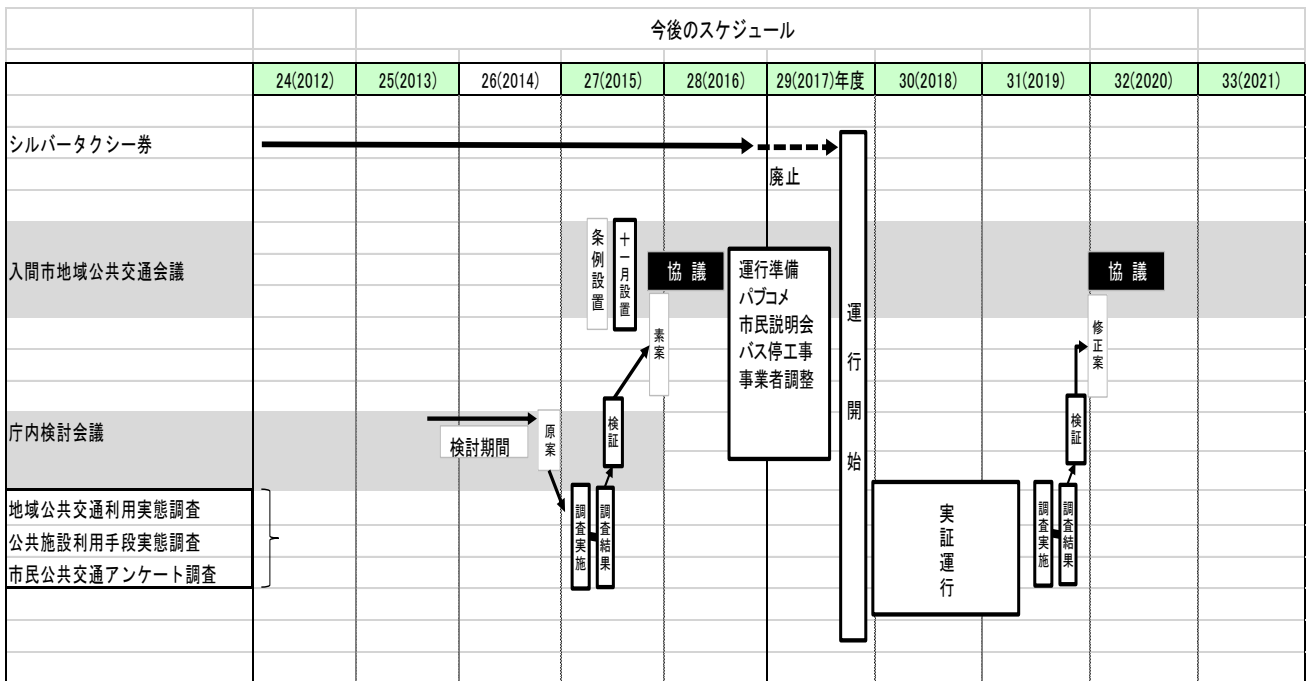 今後のスケジュール
24(2012) 25(2013) 26(2014) 27(2015) 28(2016) 29(2017)年度 30(2018) 31(2019) 32(2020) 33(2021)
シルバータクシー券
廃止
入間市地域公共交通会議
条例設置
十一月設置
協議
素案
運行準備
パブコメ
市民説明会
バス停工事
事業者調整
運行開始
協議
修正案
庁内検討会議
検討期間
原案
検証
検証
地域公共交通利用実態調査
公共施設利用手段実態調査
市民公共交通アンケート調査
調査実施
調査結果
実証運行
調査実施
調査結果